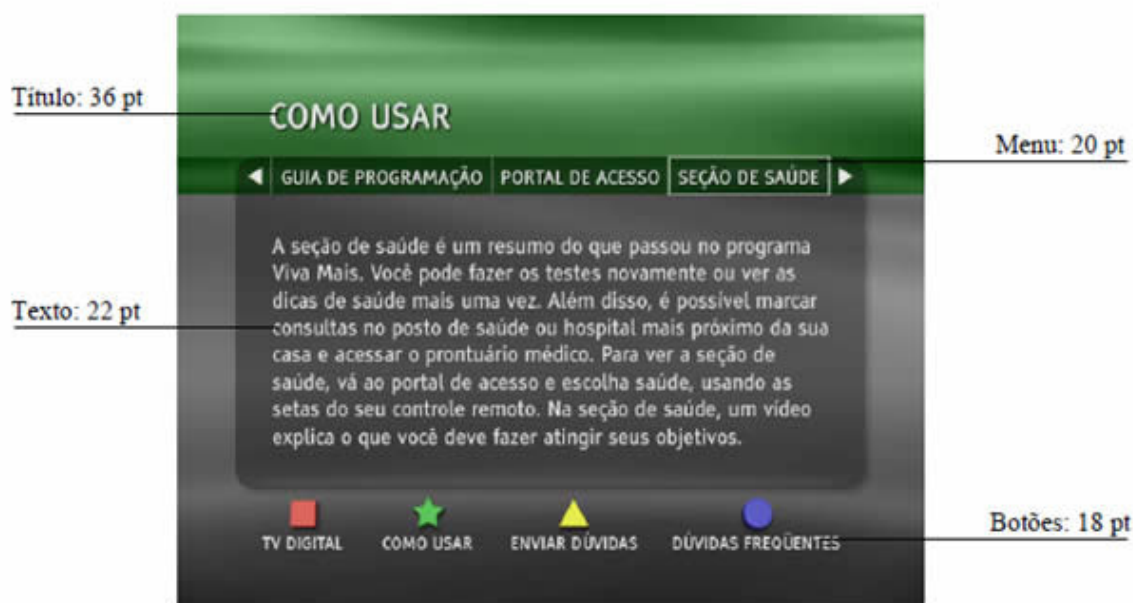 Título: 36 pt
COMO USAR
Menu: 20 pt
GUIA DE PROGRAMAÇÃO PORTAL DE ACESSO SEÇÃO DE SAÚDE
A seção de saúde é um resumo do que passou no programa
Viva Mais. Você pode fazer os testes novamente ou ver as
dicas de saúde mais uma vez. Além disso, é possível marcar
Texto: 22 pt
consultas no posto de saúde ou hospital mais próximo da sua
casa e acessar o prontuário médico. Para ver a seção de
saúde, vá ao portal de acesso e escolha saúde, usando as
setas do seu controle remoto. Na seção de saúde, um vídeo
explica o que você deve fazer atingir seus objetivos.
Botões: 18 pt
TV DIGITAL COMO USAR ENVIAR DÚVIDAS DÚVIDAS FREQÜENTES